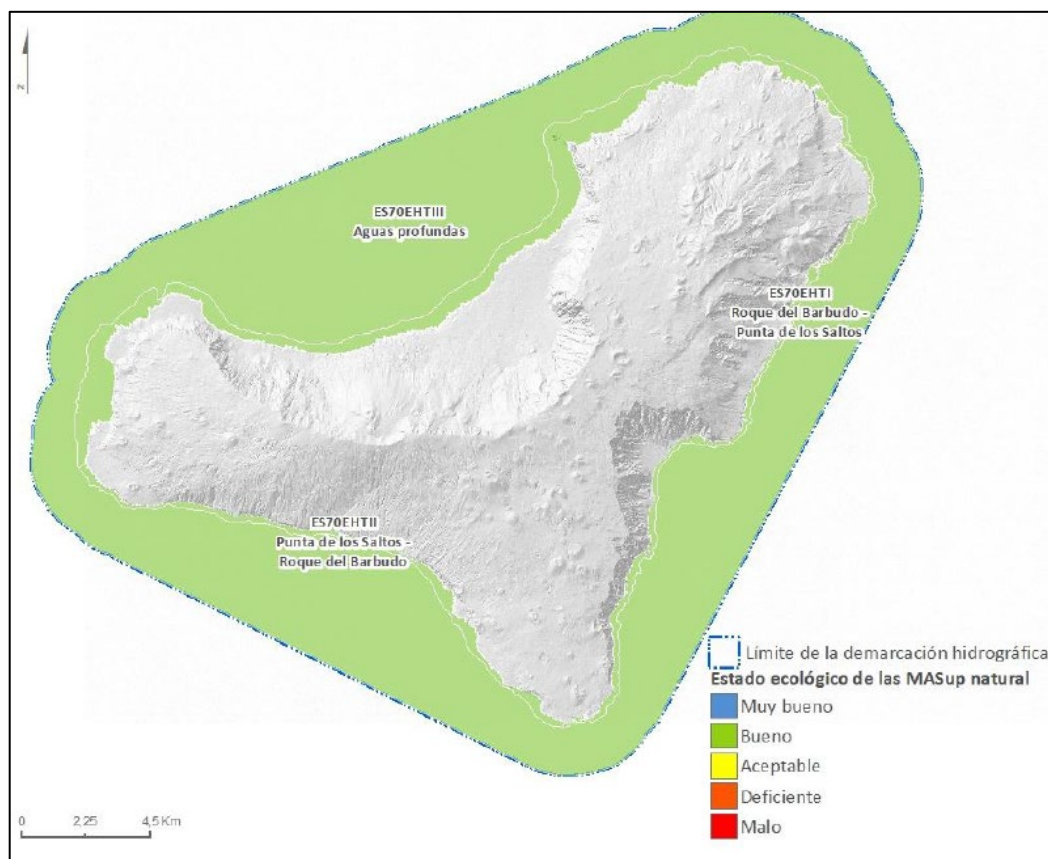 N
ES70EHTIII
Aguas profundas
ES70EHTI
Roque del Barbudo -
Punta de los Saltos
ES70EHTII
Punta de los Saltos -
Roque del Barbudo
Límite de la demarcación hidrográfica
Estado ecológico de las MASup natural
Muy bueno
Bueno
Aceptable
Deficiente
Malo
0 2,25 4,5 Km